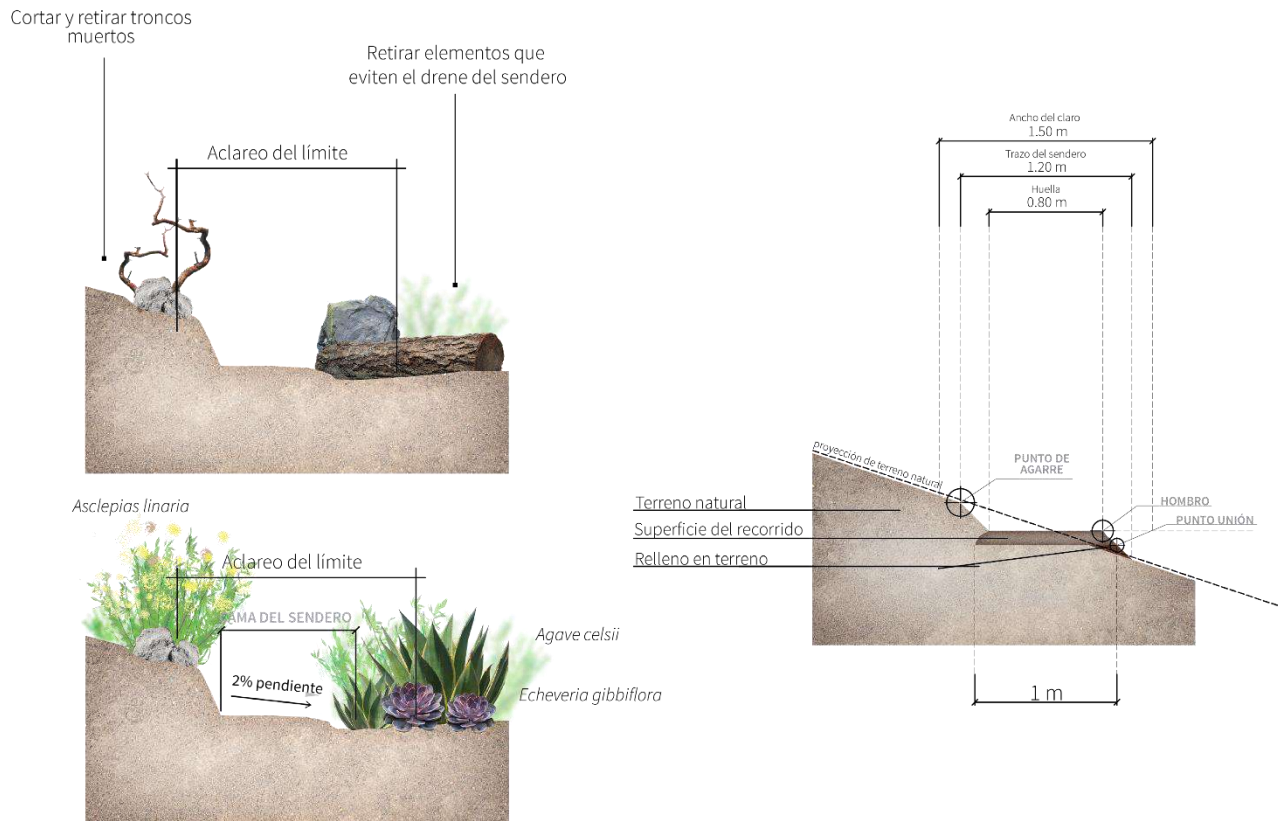 Cortar y retirar troncos
muertos
Retirar elementos que
eviten el drene del sendero
Aclareo del límite
Asclepias linaria
Aclareo del límite
CAMA DEL SENDERO
2% pendiente
Agave celsii
Echeveria gibbiflora
Ancho del claro
1.50 m
Trazo del sendero
1.20 m
Huella
0.80 m
proyección de terreno natural
PUNTO DE
AGARRE
HOMBRO
PUNTO UNIÓN
Terreno natural
Superficie del recorrido
Relleno en terreno
1 m